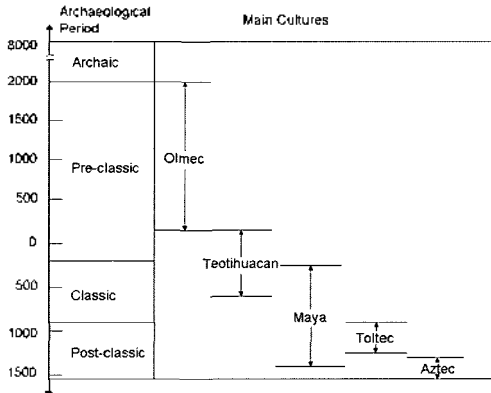 Archaeological
Period
Main Cultures
8000
Archaic
2000
1500
Olmec
1000
Pre-classic
500
0
Teotihuacan
500
Classic
Maya
1000
Toltec
Post-classic
Aztec
1500